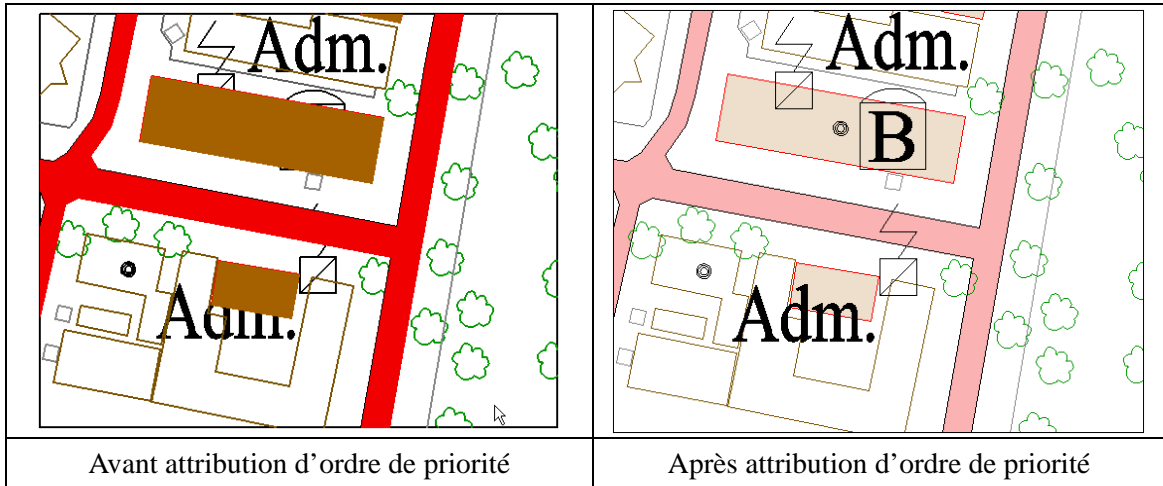 Adm.
Adm.
Avant attribution d’ordre de priorité
Adm.
B
Adm.
Après attribution d’ordre de priorité